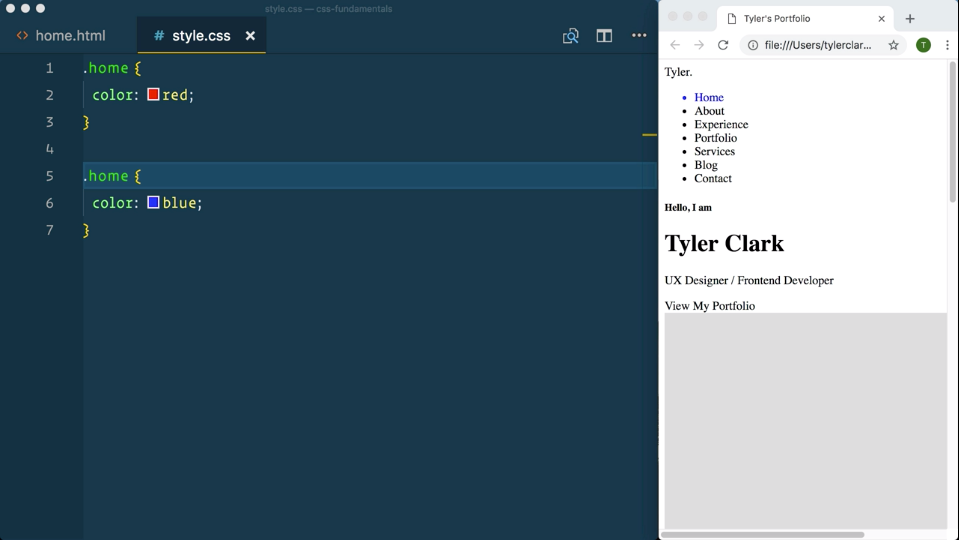 style.css — css-fundamentals
<> home.html
# style.css
1 .home {
2 color: red;
3 }
4
5 .home {
6 color: blue;
7 }
Tyler's Portfolio
file:///Users/tylerclar...
T
Tyler.
Home
About
Experience
Portfolio
Services
Blog
Contact
Hello, I am
Tyler Clark
UX Designer / Frontend Developer
View My Portfolio